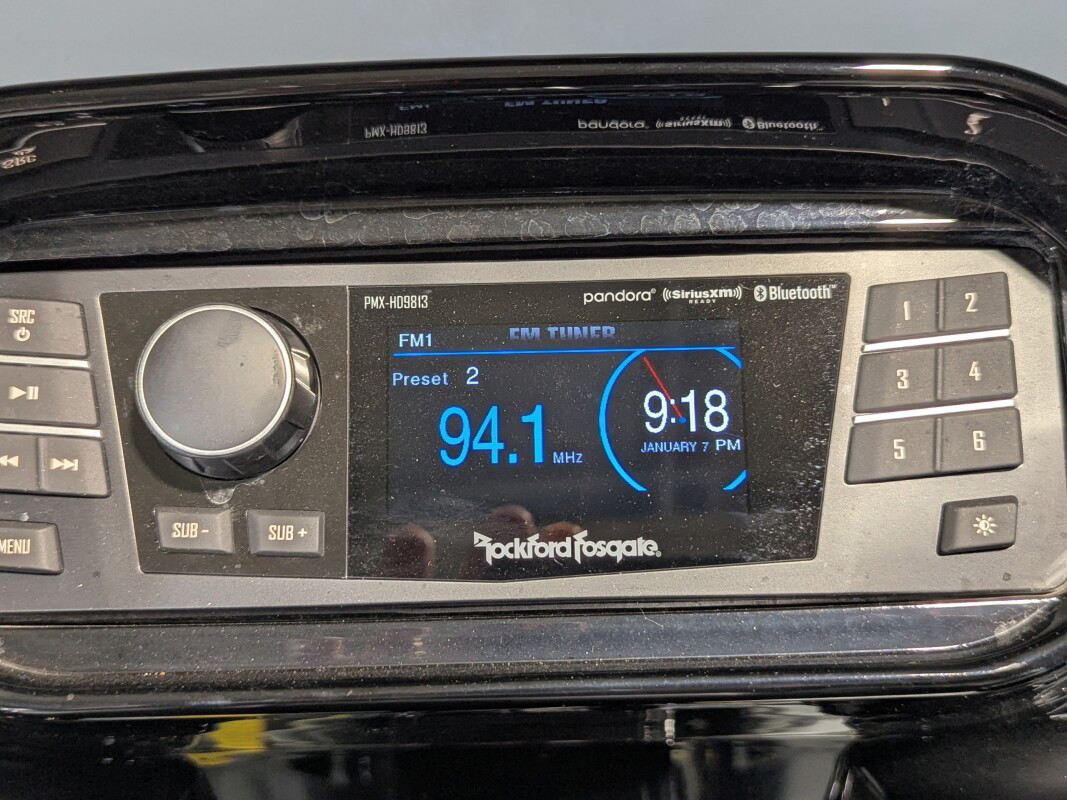 PMX-HD9813
pandora® ((SiriusXM)) Bluetooth™
READY
FM1 FM TUNER
Preset 2
94.1 MHz
9:18
JANUARY 7 PM
Rockford Fosgate®
SRC
MENU
SUB -
SUB +
1 2
3 4
5 6